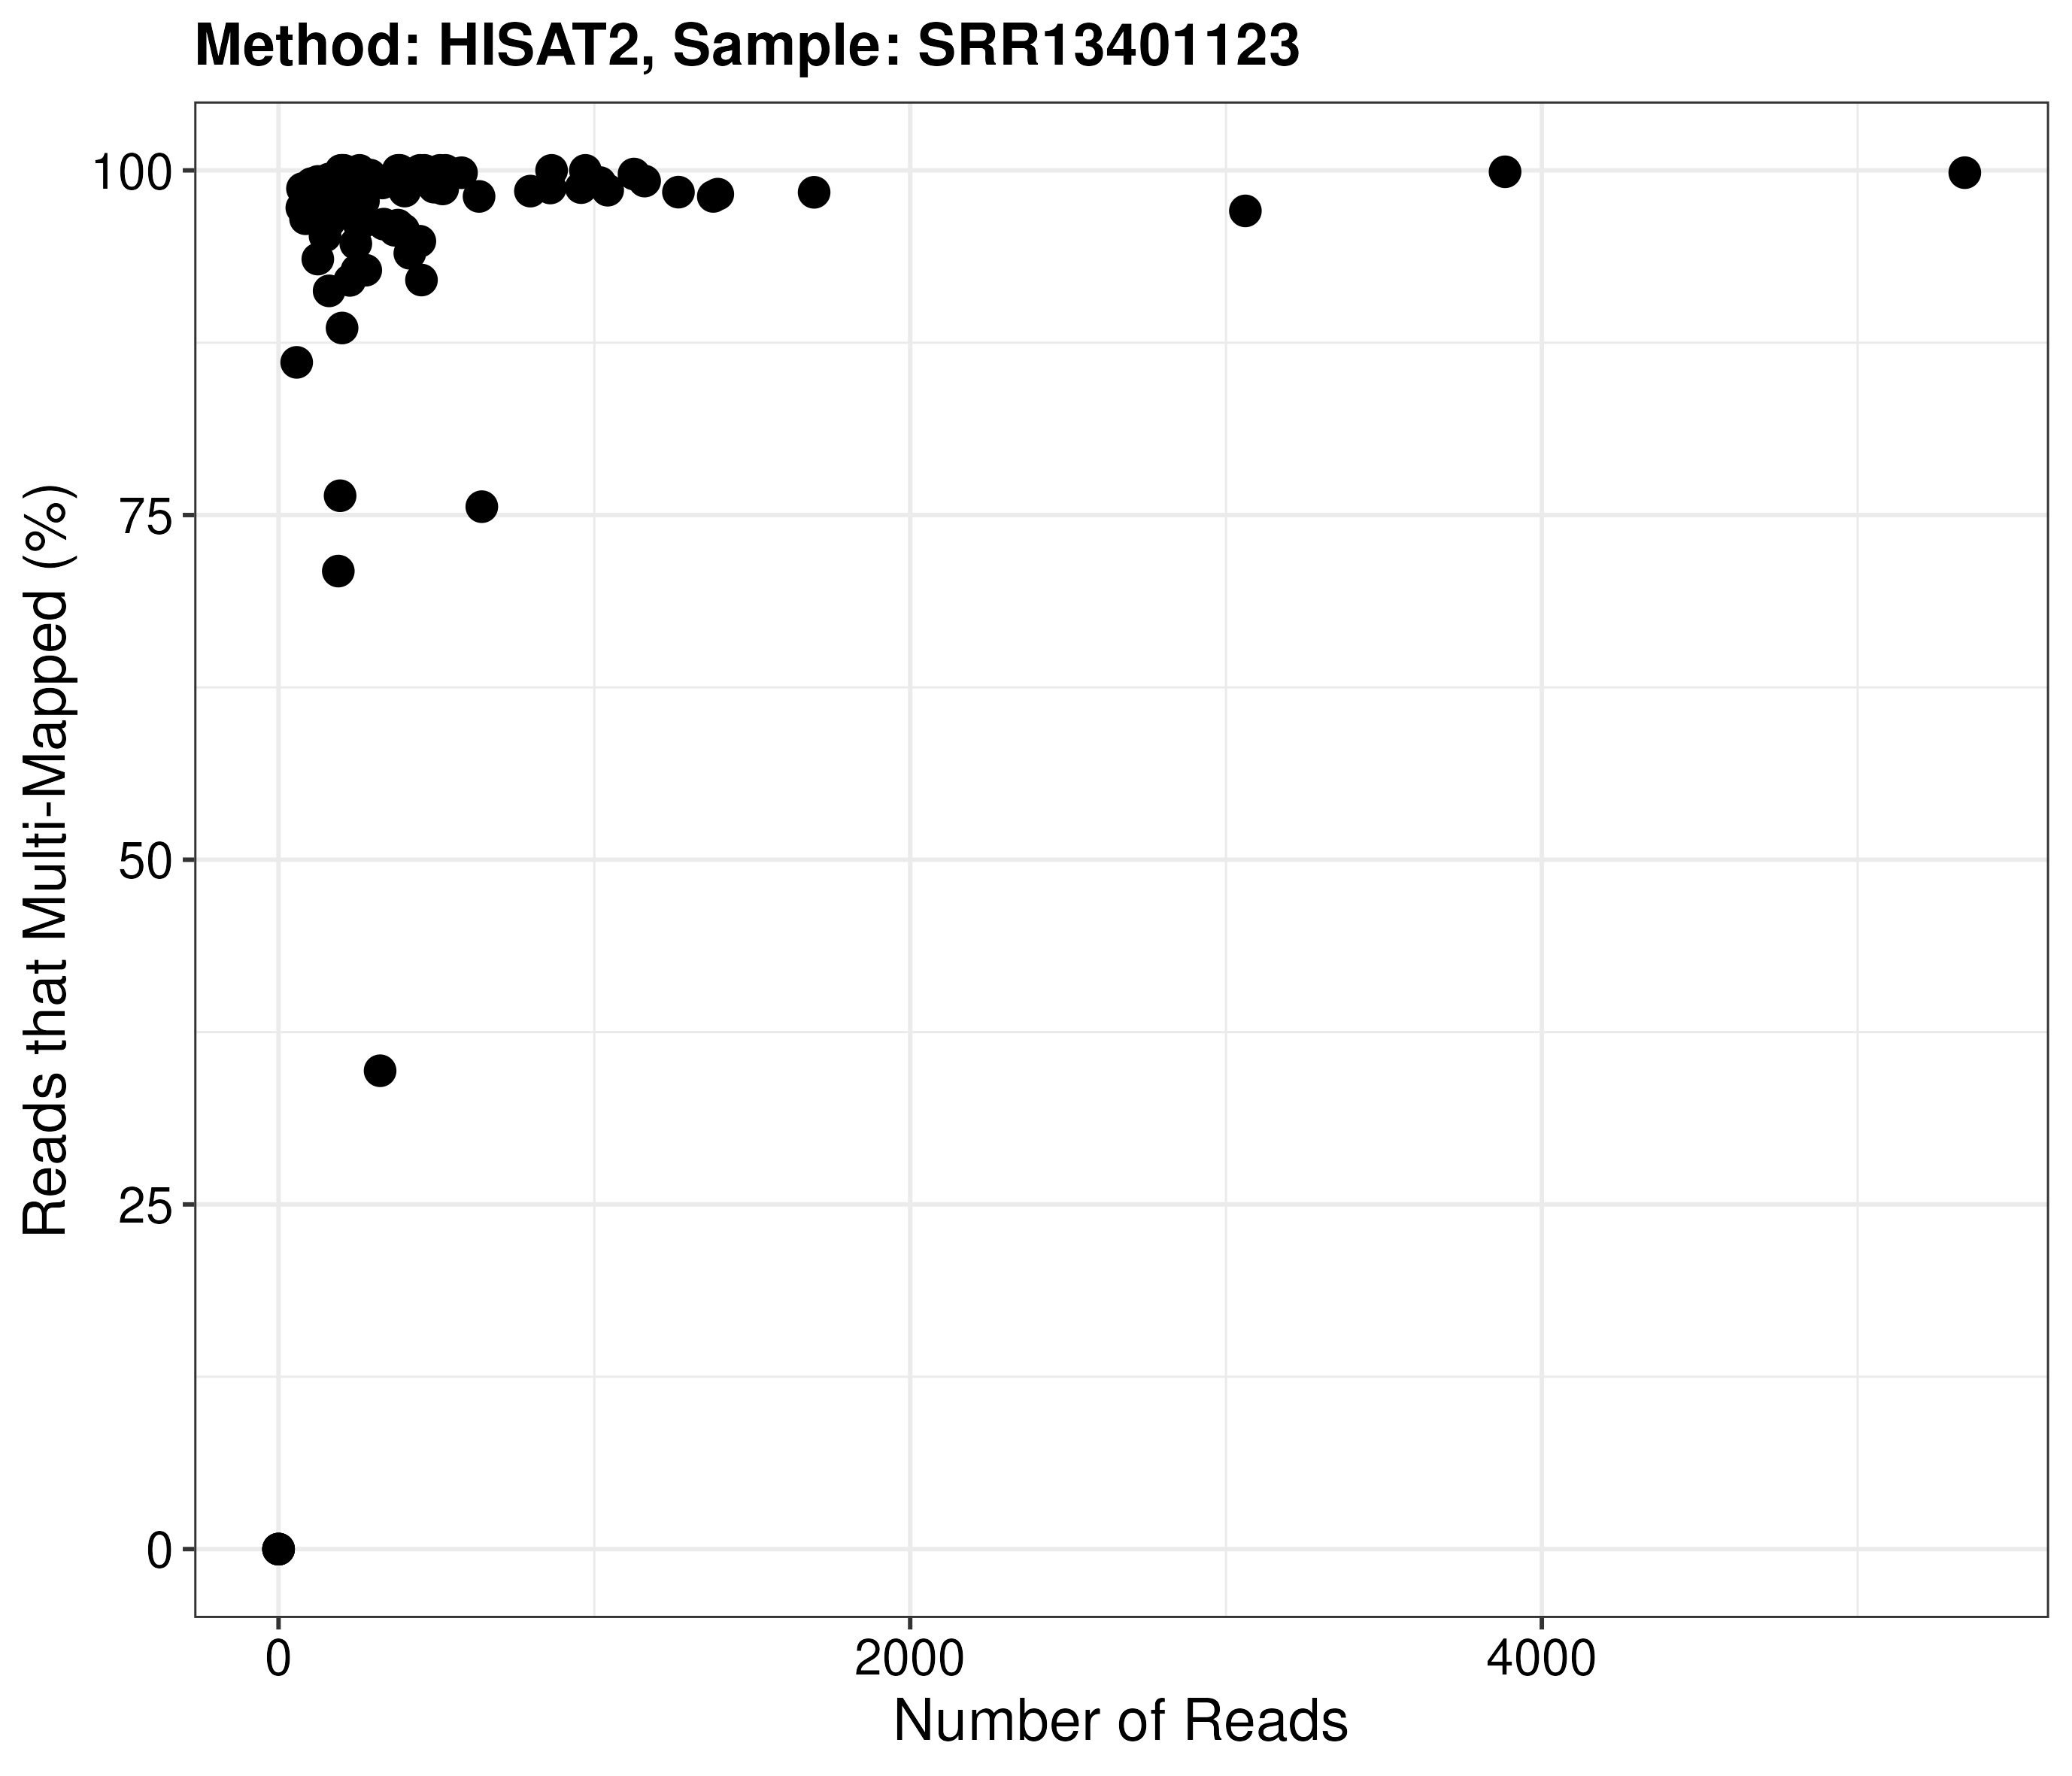 Method: HISAT2, Sample: SRR13401123
Reads that Multi-Mapped (%)
100
75
50
25
0
0
2000
4000
Number of Reads